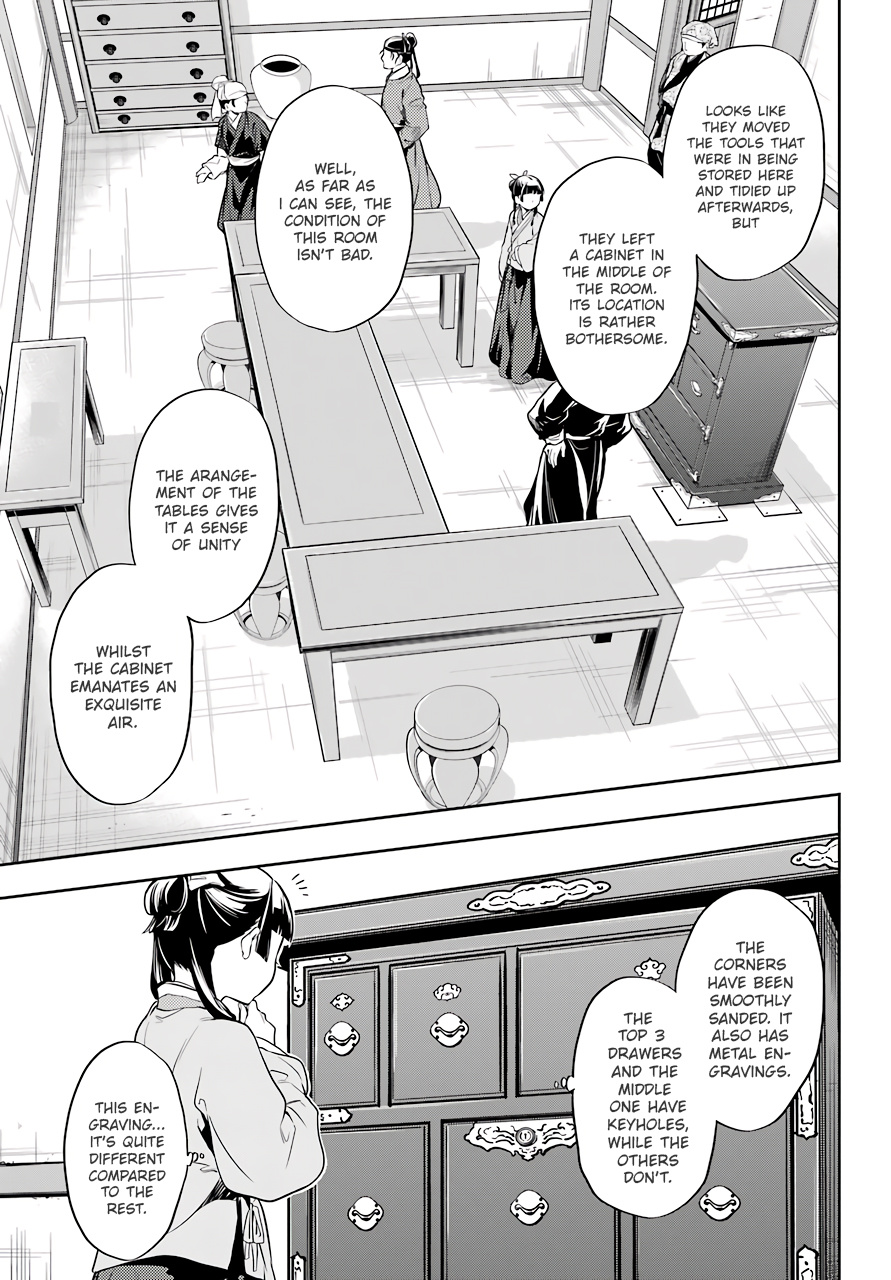 LOOKS LIKE
THEY MOVED
THE TOOLS THAT
WERE IN BEING
STORED HERE
AND TIDIED UP
AFTERWARDS,
BUT
THEY LEFT
A CABINET IN
THE MIDDLE OF
THE ROOM.
ITS LOCATION
IS RATHER
BOTHERSOME.
WELL,
AS FAR AS
I CAN SEE, THE
CONDITION OF
THIS ROOM
ISN'T BAD.
THE ARANGE-
MENT OF THE
TABLES GIVES
IT A SENSE
OF UNITY
WHILST
THE CABINET
EMANATES AN
EXQUISITE
AIR.
THE
CORNERS
HAVE BEEN
SMOOTHLY
SANDED. IT
ALSO HAS
METAL EN-
GRAVINGS.
THE
TOP 3
DRAWERS
AND THE
MIDDLE
ONE HAVE
KEYHOLES,
WHILE THE
OTHERS
DON'T.
THIS EN-
GRAVING...
IT'S QUITE
DIFFERENT
COMPARED
TO THE
REST.